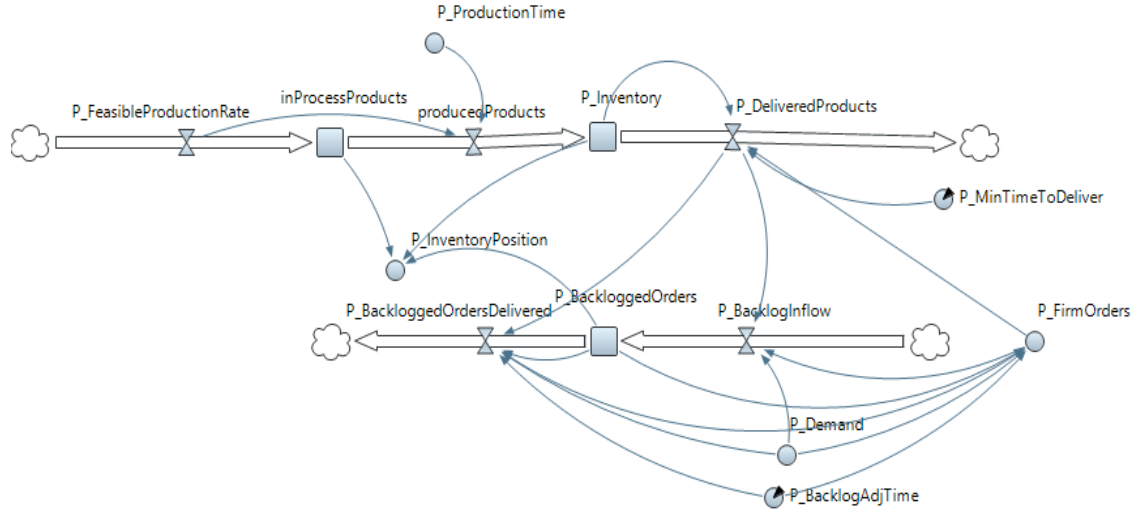 P_ProductionTime
inProcessProducts
P_Inventory
P_FeasibleProductionRate
producedProducts
P_DeliveredProducts
P_MinTimeToDeliver
P_InventoryPosition
P_BackloggedOrders
P_BackloggedOrdersDelivered
P_BacklogInflow
P_FirmOrders
P_Demand
P_BacklogAdjTime